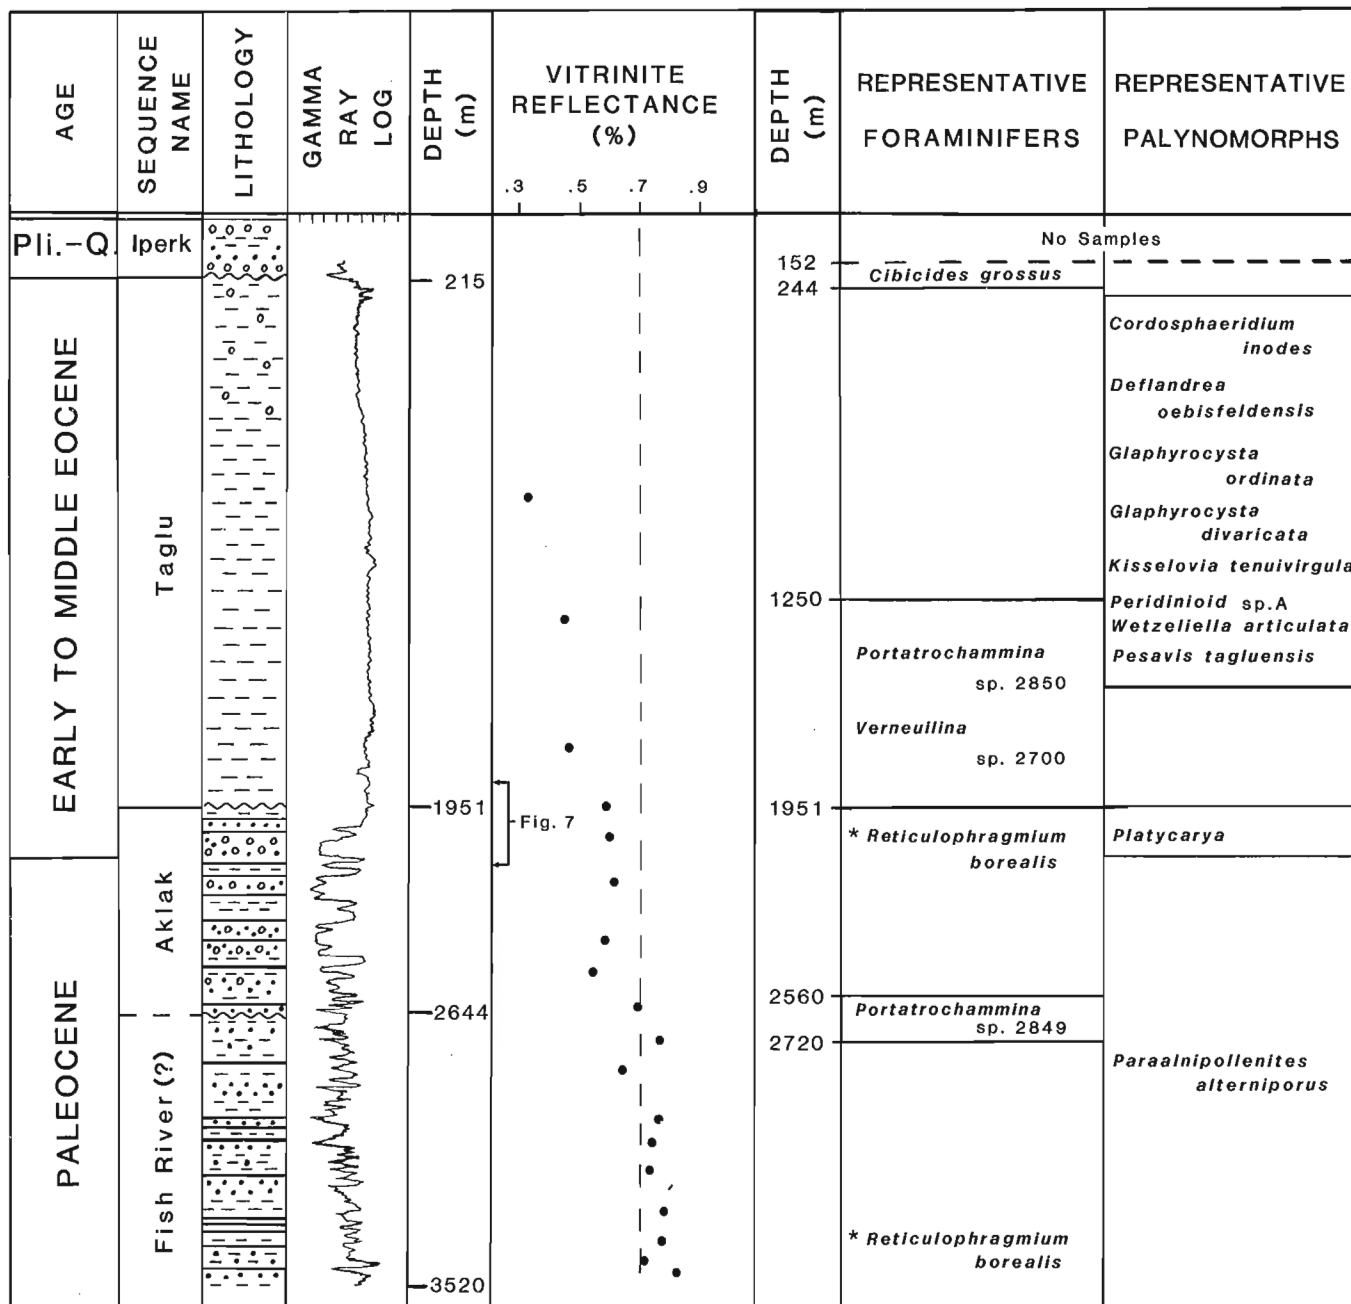 AGE
SEQUENCE
NAME
LITHOLOGY
GAMMA
RAY
LOG
DEPTH
(m)
VITRINITE
REFLECTANCE
(%)
.3 .5 .7 .9
DEPTH
(m)
REPRESENTATIVE
FORAMINIFERS
REPRESENTATIVE
PALYNOMORPHS
Pli.-Q.
EARLY TO MIDDLE EOCENE
PALEOCENE
Iperk
Taglu
Aklak
Fish River (?)
215
1951
2644
3520
Fig. 7
152
244
1250
1951
2560
2720
No Samples
Cibicides grossus
Portatrochammina
sp. 2850
Verneuilina
sp. 2700
* Reticulophragmium
borealis
Portatrochammina
sp. 2849
* Reticulophragmium
borealis
Cordosphaeridium
inodes
Deflandrea
oebisfeldensis
Glaphyrocysta
ordinata
Glaphyrocysta
divaricata
Kisselovia tenuivirgula
Peridinioid sp.A
Wetzeliella articulata
Pesavis tagluensis
Platycarya
Paraalnipollenites
alterniporus